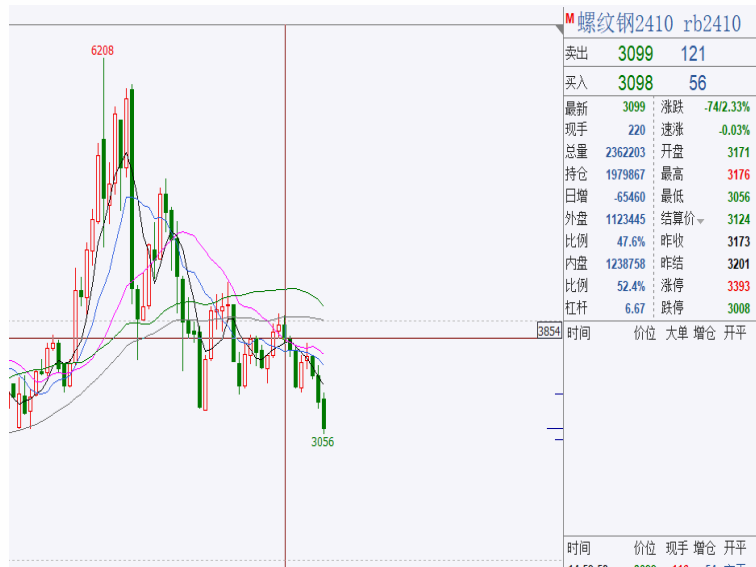 6208
3854
3056
M 螺纹钢2410 rb2410
卖出 3099 121
买入 3098 56
最新 3099 涨跌 -74/2.33%
现手 220 速涨 -0.03%
总量 2362203 开盘 3171
持仓 1979867 最高 3176
日增 -65460 最低 3056
外盘 1123445 结算价 3124
比例 47.6% 昨收 3173
内盘 1238758 昨结 3201
比例 52.4% 涨停 3393
杠杆 6.67 跌停 3008
时间 价位 大单 增仓 开平
时间 价位 现手 增仓 开平